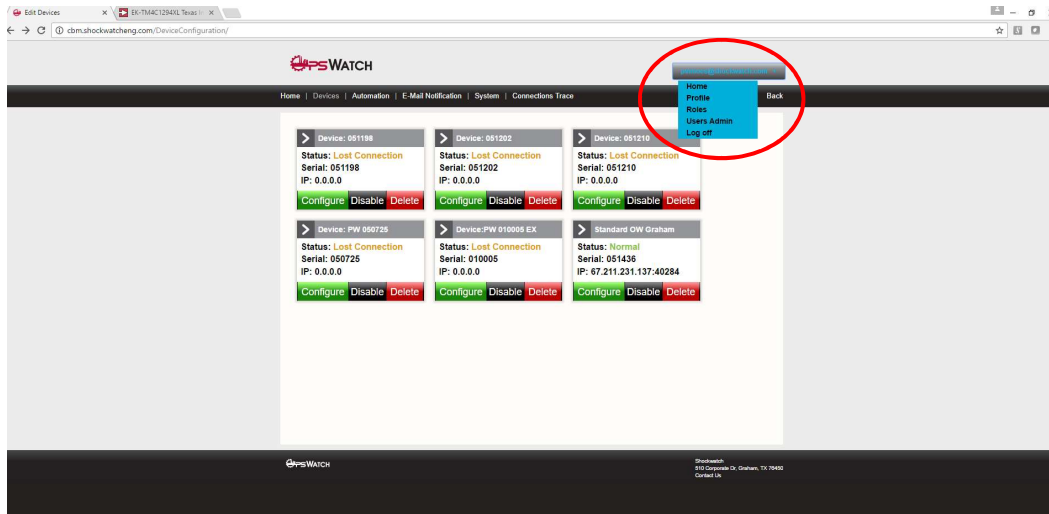 Edit Devices
EK-TM4C1294XL Texas I
cbm.shockwatcheng.com/DeviceConfiguration/
OPSWATCH
Home
Profile
Roles
Users Admin
Log off
Home | Devices | Automation | E-Mail Notification | System | Connections Trace
Back
Device: 051198
Status: Lost Connection
Serial: 051198
IP: 0.0.0.0
Configure Disable Delete
Device: 051202
Status: Lost Connection
Serial: 051202
IP: 0.0.0.0
Configure Disable Delete
Device: 051210
Status: Lost Connection
Serial: 051210
IP: 0.0.0.0
Configure Disable Delete
Device: PW 050725
Status: Lost Connection
Serial: 050725
IP: 0.0.0.0
Configure Disable Delete
Device:PW 010005 EX
Status: Lost Connection
Serial: 010005
IP: 0.0.0.0
Configure Disable Delete
Standard OW Graham
Status: Normal
Serial: 051436
IP: 67.211.231.137:40284
Configure Disable Delete
OPSWATCH
Shockwatch
810 Corporate Dr, Graham, TX 76450
Contact Us